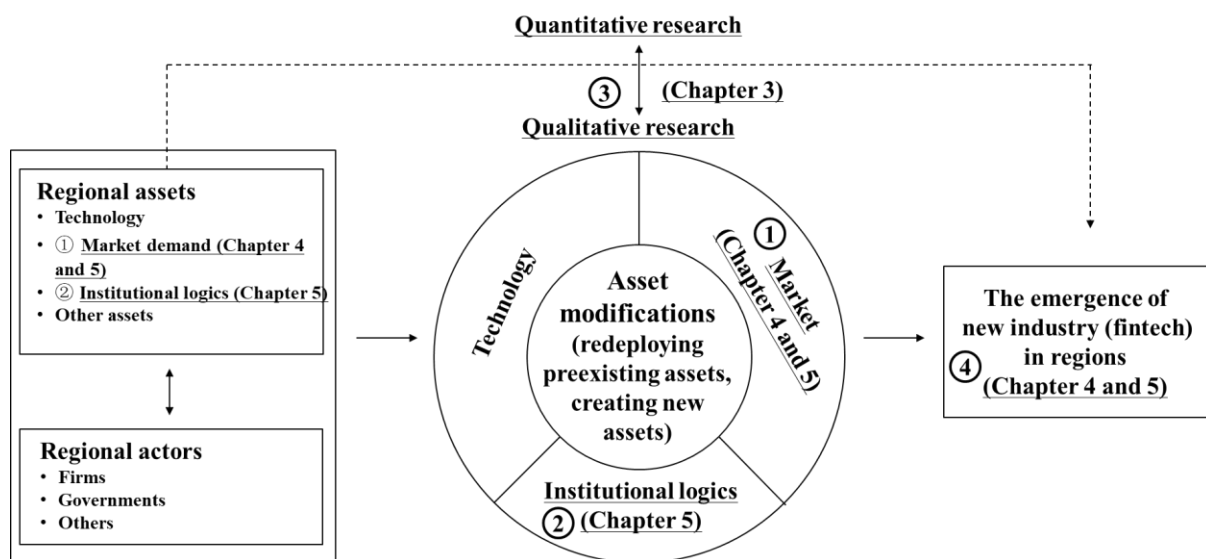 Quantitative research
③ (Chapter 3)
Qualitative research
Regional assets
• Technology
• ① Market demand (Chapter 4
and 5)
• ② Institutional logics (Chapter 5)
• Other assets
Regional actors
• Firms
• Governments
• Others
Technology
① Market
(Chapter 4 and 5)
Asset
modifications
(redeploying
preexisting assets,
creating new
assets)
Institutional logics
② (Chapter 5)
The emergence of
new industry (fintech)
④ in regions
(Chapter 4 and 5)